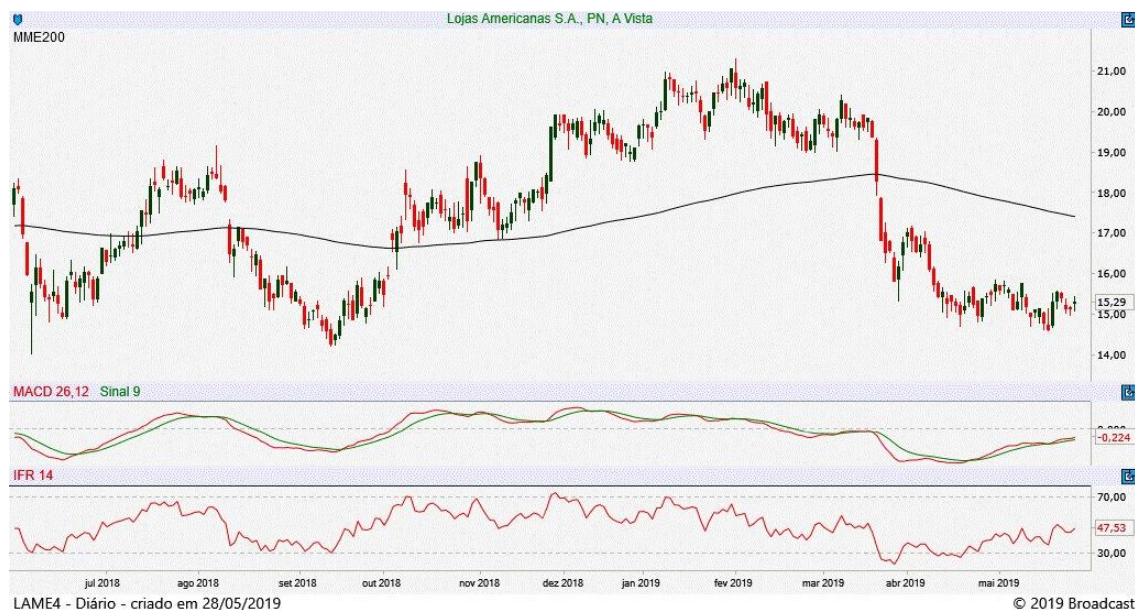 Lojas Americanas S.A., PN, A Vista
MME200
21,00
20,00
19,00
18,00
17,00
16,00
15,29
15,00
14,00
MACD 26,12 Sinal 9
-0,224
IFR 14
70,00
47,53
30,00
jul 2018 ago 2018 set 2018 out 2018 nov 2018 dez 2018 jan 2019 fev 2019 mar 2019 abr 2019 mai 2019
LAME4 - Diário - criado em 28/05/2019 © 2019 Broadcast